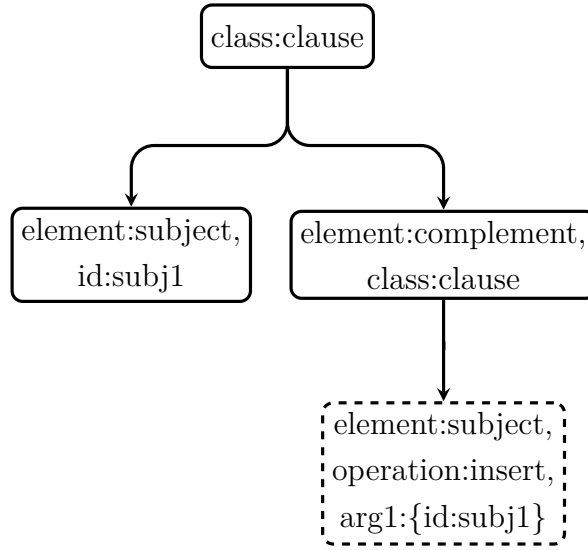 class:clause
element:subject,
id:subj1
element:complement,
class:clause
element:subject,
operation:insert,
arg1:{id:subj1}